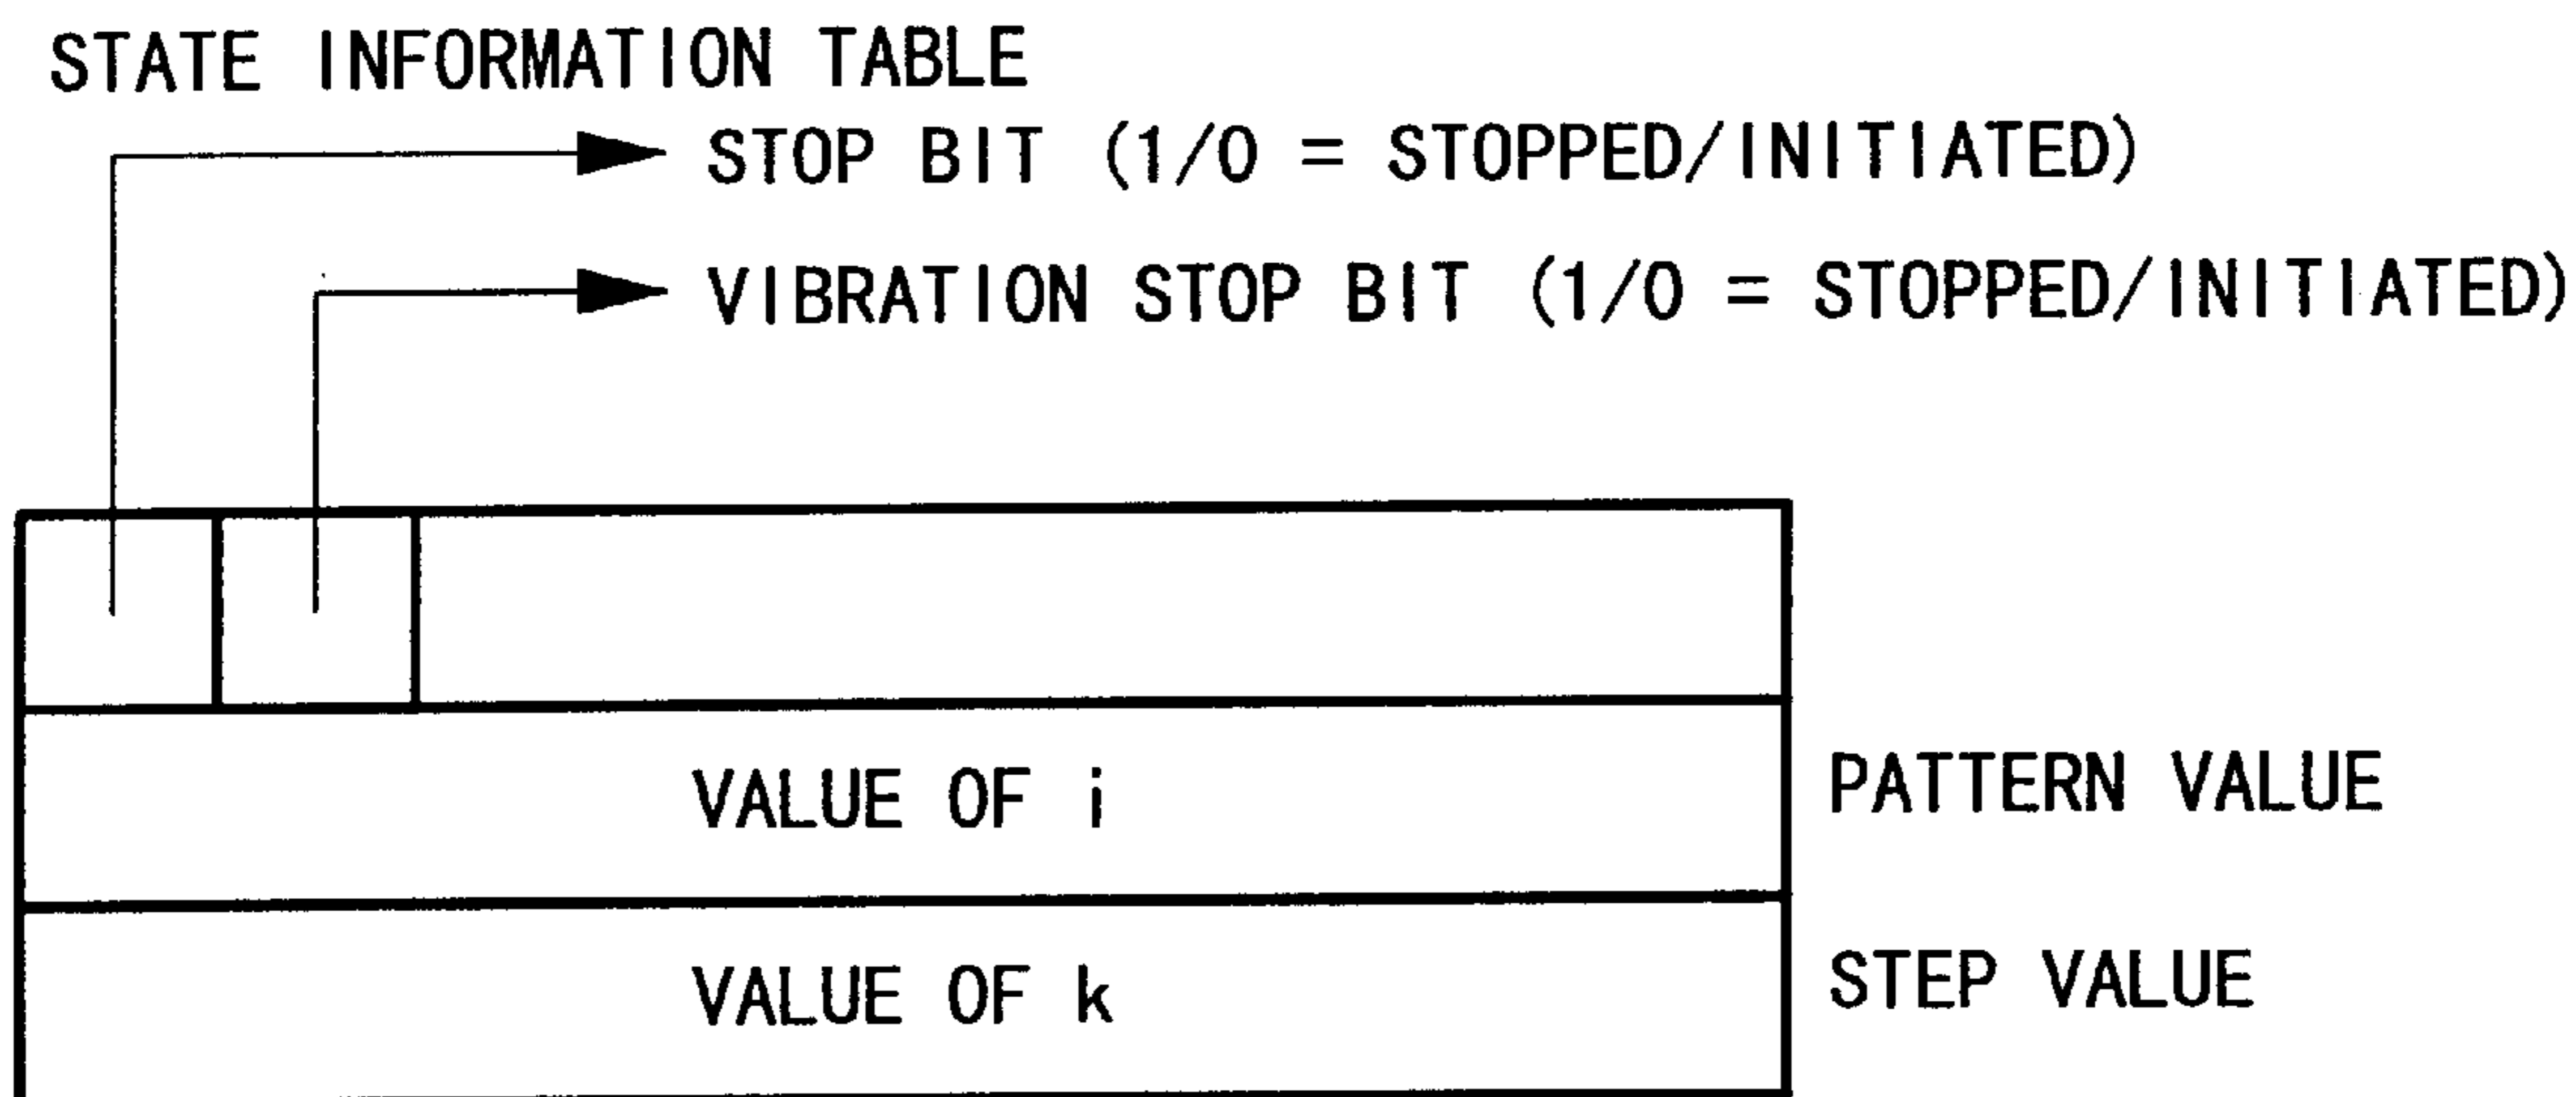 STATE INFORMATION TABLE
STOP BIT (1/0 = STOPPED/INITIATED)
VIBRATION STOP BIT (1/0 = STOPPED/INITIATED)
VALUE OF i PATTERN VALUE
VALUE OF k STEP VALUE